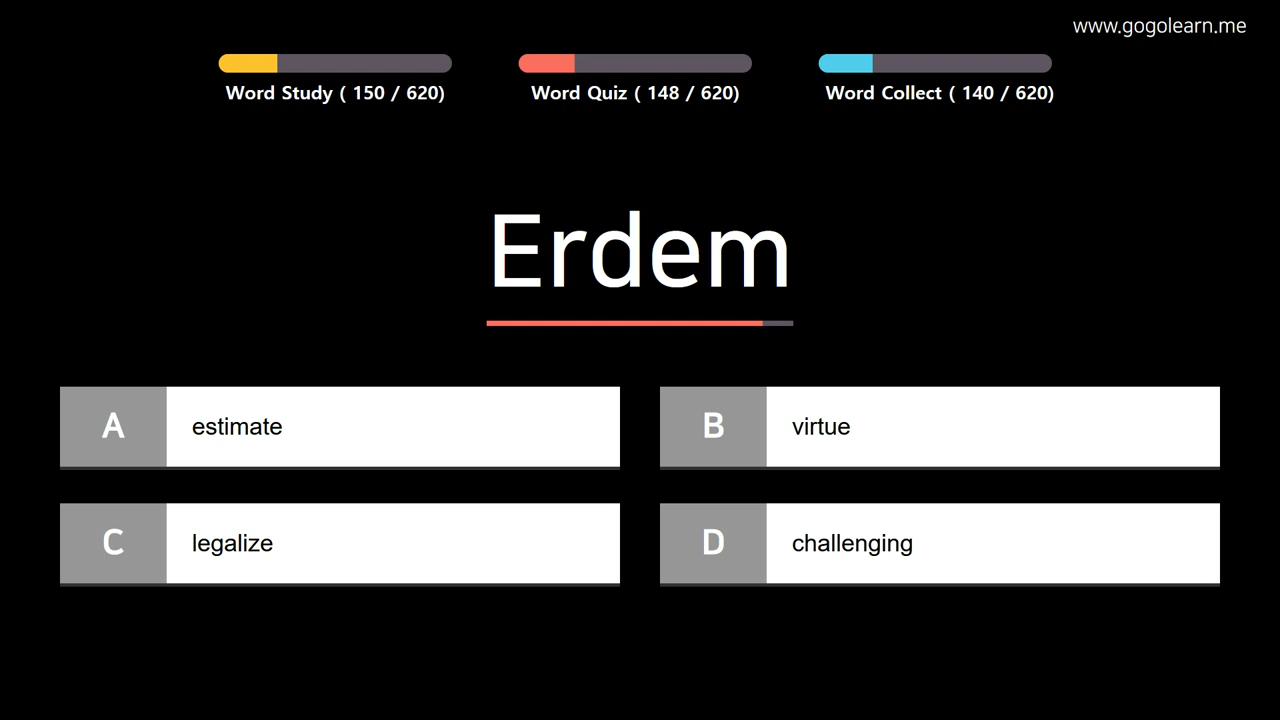 www.gogolearn.me
Word Study ( 150 / 620)
Word Quiz ( 148 / 620)
Word Collect ( 140 / 620)
Erdem
A
estimate
B
virtue
C
legalize
D
challenging